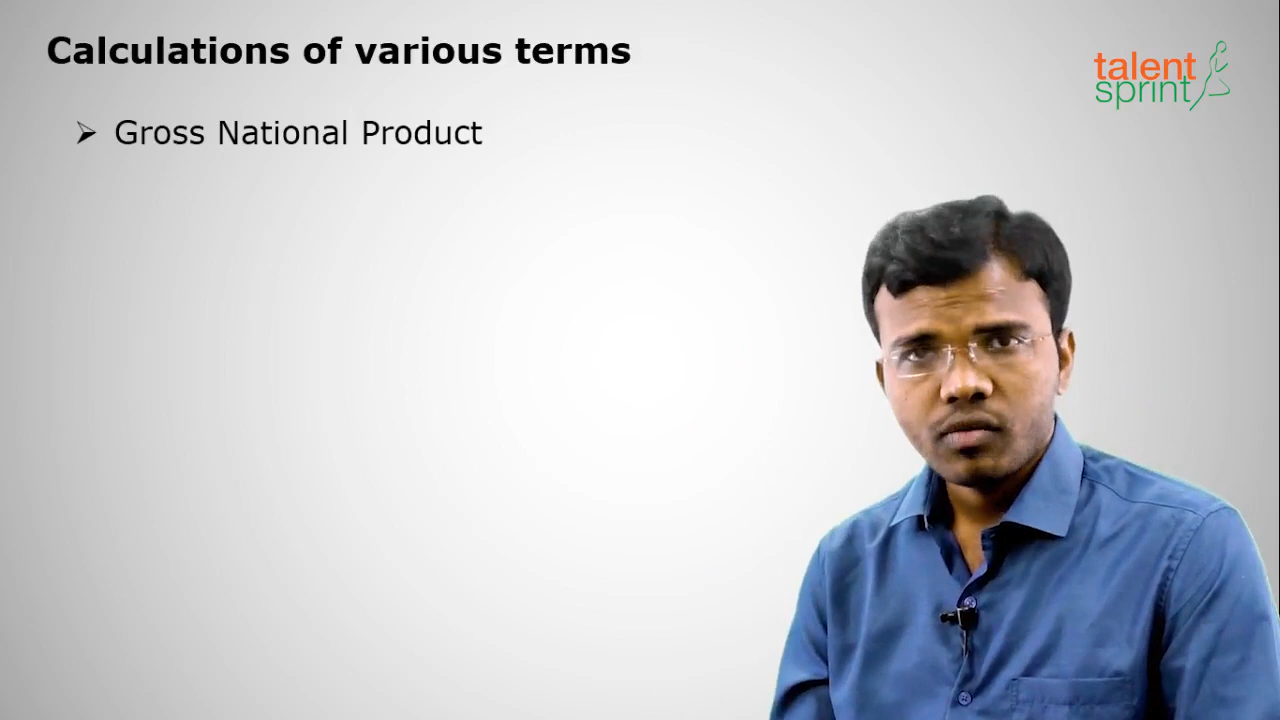 Calculations of various terms
talent
sprint
➢ Gross National Product